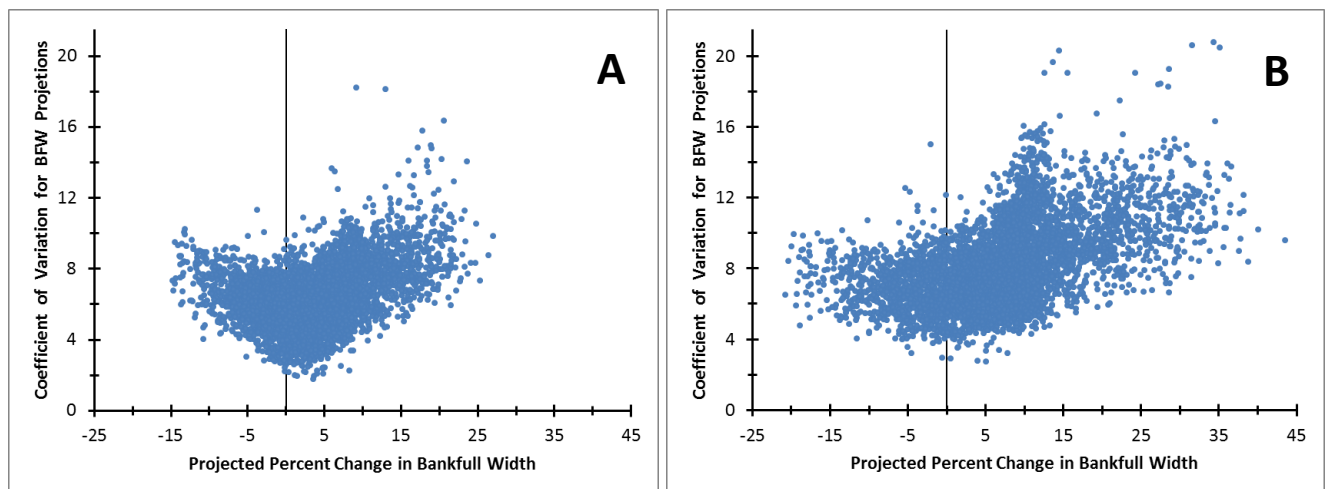 A
Coefficient of Variation for BFW Projetions
20
16
12
8
4
0
-25 -15 -5 5 15 25 35 45
Projected Percent Change in Bankfull Width
B
Coefficient of Variation for BFW Projetions
20
16
12
8
4
0
-25 -15 -5 5 15 25 35 45
Projected Percent Change in Bankfull Width